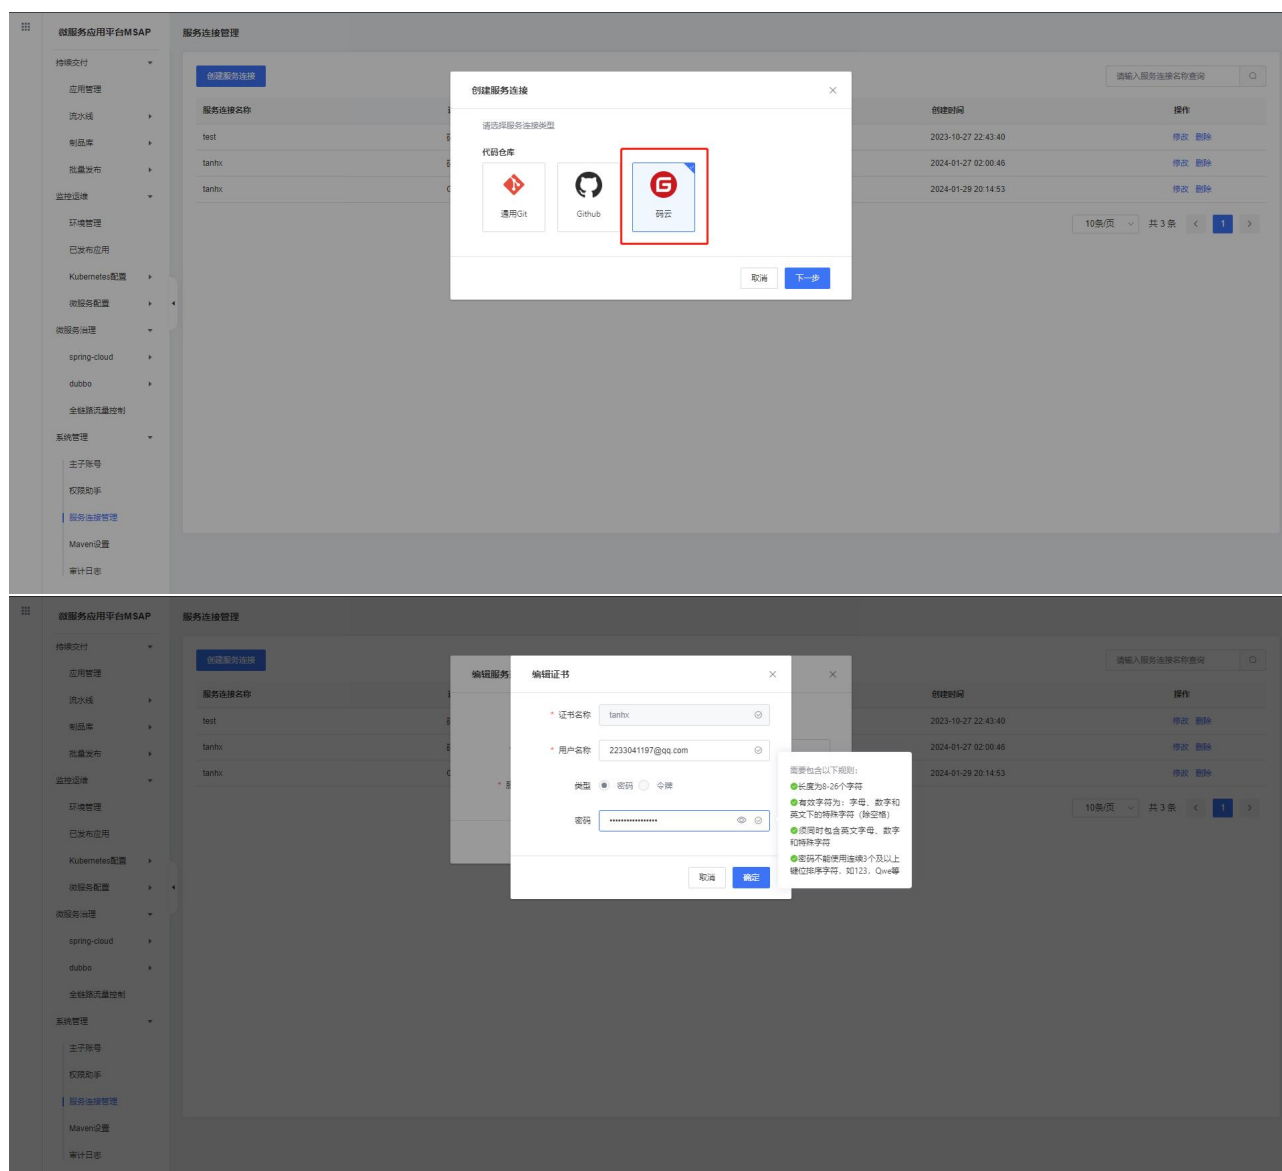 微服务应用平台MSAP
服务连接管理
持续交付
应用管理
流水线
制品库
批量发布
监控运维
环境管理
已发布应用
Kubernetes配置
微服务配置
微服务治理
spring-cloud
dubbo
全链路流量控制
系统管理
主子账号
权限助手
服务连接管理
Maven设置
审计日志
创建服务连接
请输入服务连接名称查询
服务连接名称
创建时间
操作
test
2023-10-27 22:43:40
修改 删除
tanhx
2024-01-27 02:00:46
修改 删除
tanhx
2024-01-29 20:14:53
修改 删除
10条/页
共 3 条
1
创建服务连接
请选择服务连接类型
代码仓库
通用Git
Github
码云
取消
下一步
微服务应用平台MSAP
服务连接管理
持续交付
应用管理
流水线
制品库
批量发布
监控运维
环境管理
已发布应用
Kubernetes配置
微服务配置
微服务治理
spring-cloud
dubbo
全链路流量控制
系统管理
主子账号
权限助手
服务连接管理
Maven设置
审计日志
创建服务连接
请输入服务连接名称查询
服务连接名称
创建时间
操作
test
2023-10-27 22:43:40
修改 删除
tanhx
2024-01-27 02:00:46
修改 删除
tanhx
2024-01-29 20:14:53
修改 删除
10条/页
共 3 条
1
编辑服务
编辑证书
* 证书名称
tanhx
* 用户名称
2233041197@qq.com
类型
密码
令牌
密码
••••••••••••••••
取消
确定
需要包含以下规则：
长度为8-26个字符
有效字符为：字母、数字和
英文下的特殊字符（除空格）
须同时包含英文字母、数字
和特殊字符
密码不能使用连续3个及以上
键位排序字符，如123，Qwe等